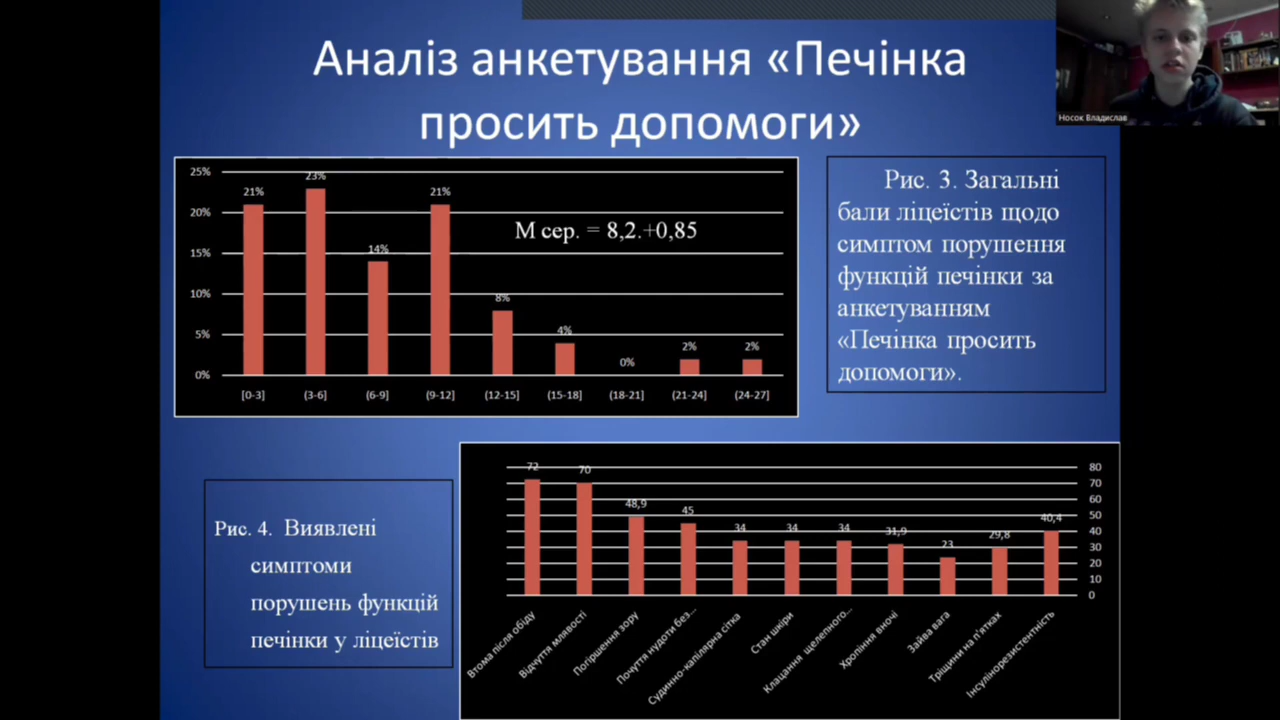 Аналіз анкетування «Печінка
просить допомоги»
Носок Владислав
25%
20%
15%
10%
5%
0%
21%
23%
14%
21%
8%
4%
0%
2%
2%
М сер. = 8,2.+0,85
[0-3]
(3-6]
(6-9]
(9-12]
(12-15]
(15-18]
(18-21]
(21-24]
(24-27]
Рис. 3. Загальні
бали ліцеїстів щодо
симптом порушення
функцій печінки за
анкетуванням
«Печінка просить
допомоги».
Рис. 4. Виявлені
симптоми
порушень функцій
печінки у ліцеїстів
72
70
48,9
45
34
34
34
31,9
23
29,8
40,4
80
70
60
50
40
30
20
10
0
Втома після обіду
Відчуття млявості
Погіршення зору
Почуття нудоти без...
Судинно-капілярна сітка
Стан шкіри
Клацання щелепного...
Хропіння вночі
Зайва вага
Тріщини на п'ятках
Інсулінорезистентність